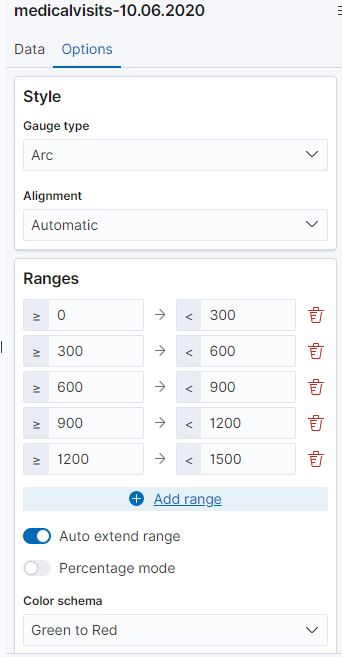 medicalvisits-10.06.2020
Data Options
Style
Gauge type
Arc
Alignment
Automatic
Ranges
≥ 0 → < 300
≥ 300 → < 600
≥ 600 → < 900
≥ 900 → < 1200
≥ 1200 → < 1500
Add range
Auto extend range
Percentage mode
Color schema
Green to Red